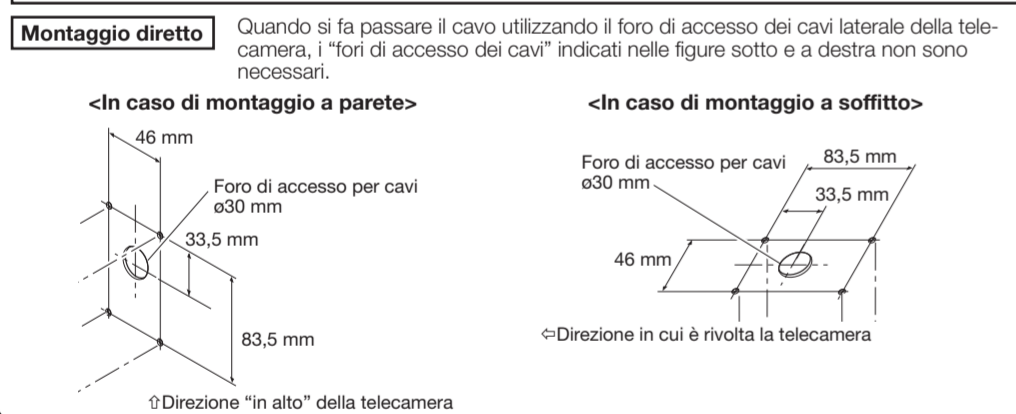 Montaggio diretto
Quando si fa passare il cavo utilizzando il foro di accesso dei cavi laterale della tele-
camera, i “fori di accesso dei cavi” indicati nelle figure sotto e a destra non sono
necessari.
<In caso di montaggio a parete>
46 mm
Foro di accesso per cavi
ø30 mm
33,5 mm
83,5 mm
⇧Direzione “in alto” della telecamera
<In caso di montaggio a soffitto>
Foro di accesso per cavi
ø30 mm
83,5 mm
33,5 mm
46 mm
⇦Direzione in cui è rivolta la telecamera